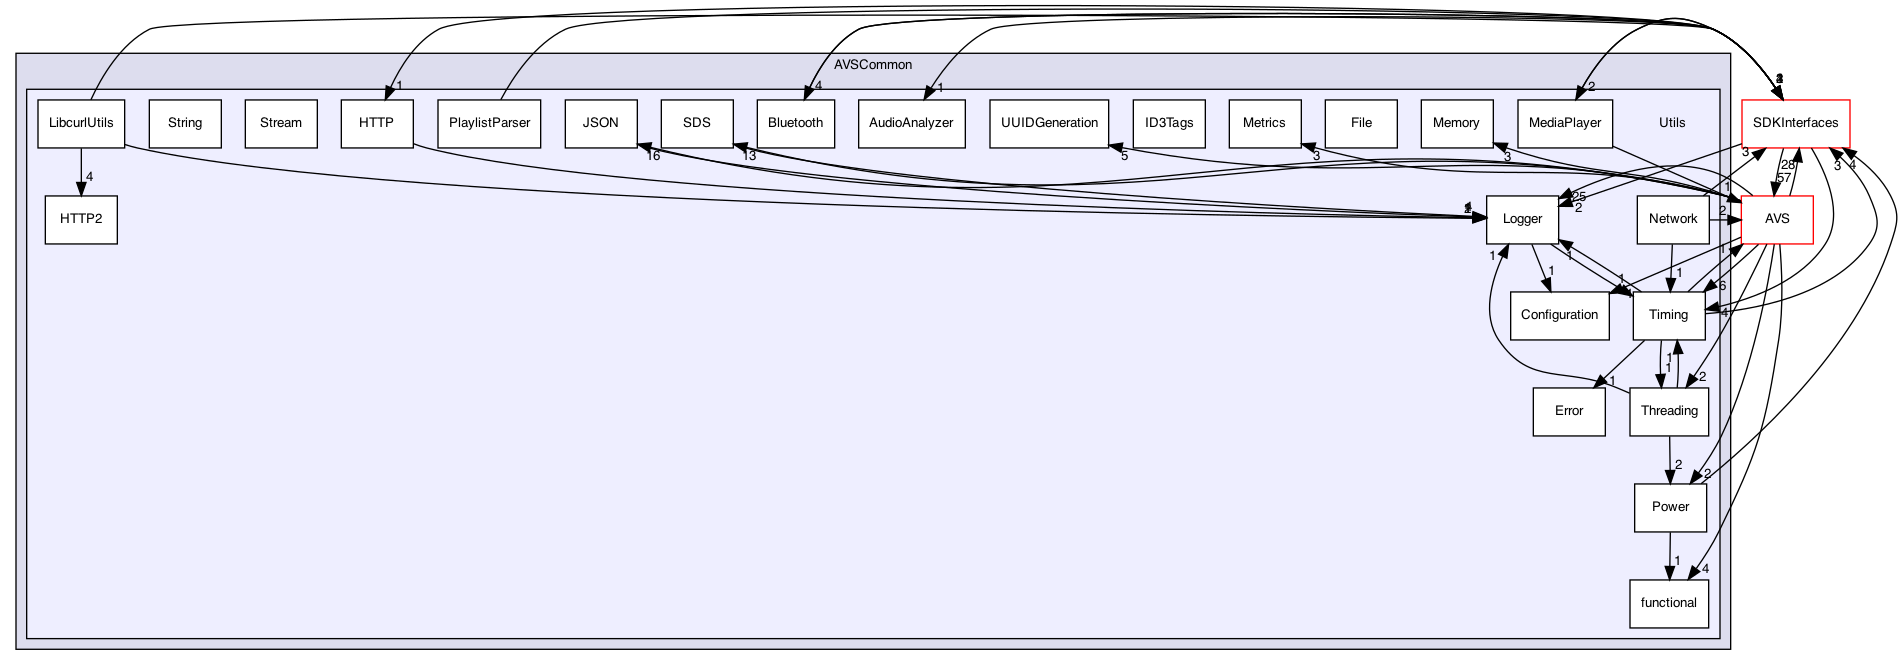 AVSCommon
Utils
LibcurlUtils
String
Stream
HTTP
PlaylistParser
JSON
SDS
Bluetooth
AudioAnalyzer
UUIDGeneration
ID3Tags
Metrics
File
Memory
MediaPlayer
SDKInterfaces
HTTP2
Logger
Network
AVS
Configuration
Timing
Error
Threading
Power
functional
1
4
1
2
16
13
5
3
3
3
28
57
3
4
4
1
25
2
2
1
1
1
1
1
6
4
1
1
1
2
2
2
1
4